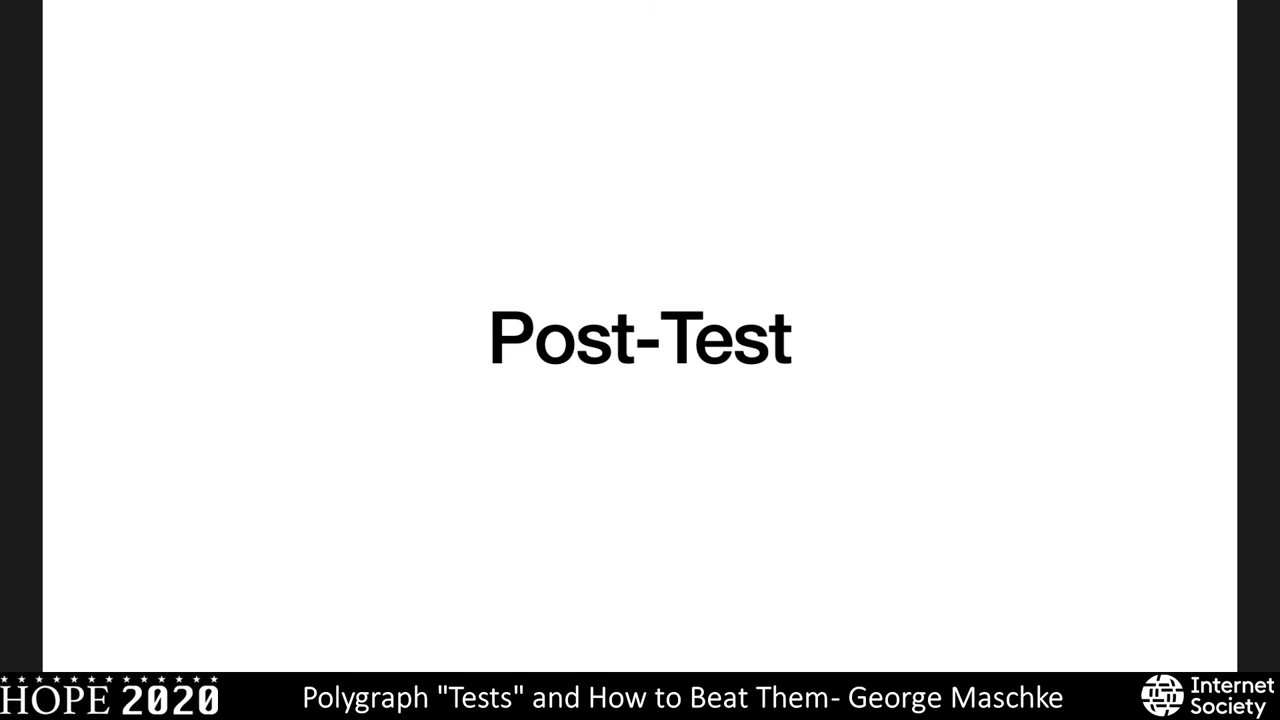 Post-Test
HOPE 2020
Polygraph "Tests" and How to Beat Them- George Maschke
Internet
Society